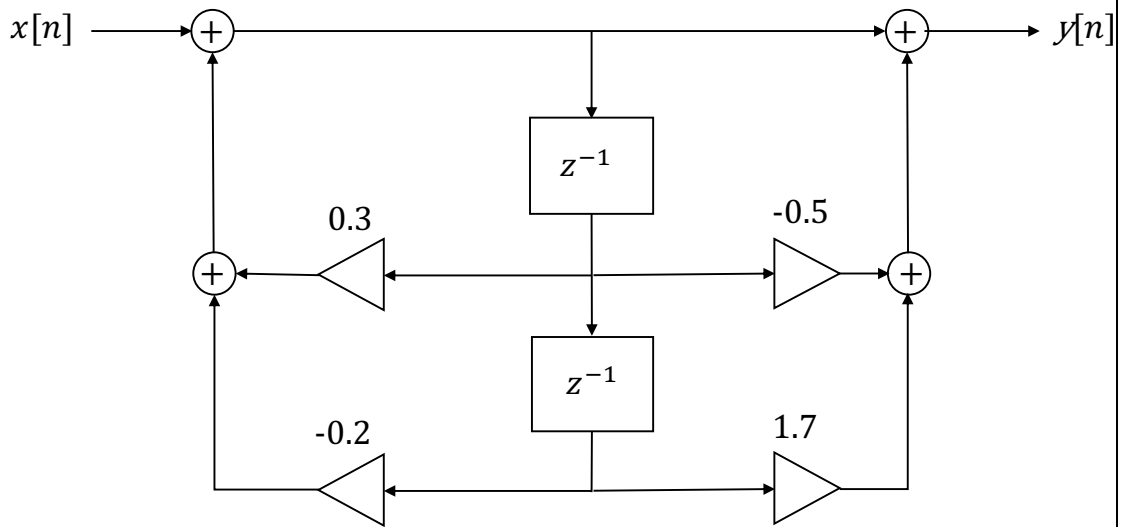 x[n] + + y[n]
z⁻¹
0.3 -0.5
+ +
z⁻¹
-0.2 1.7